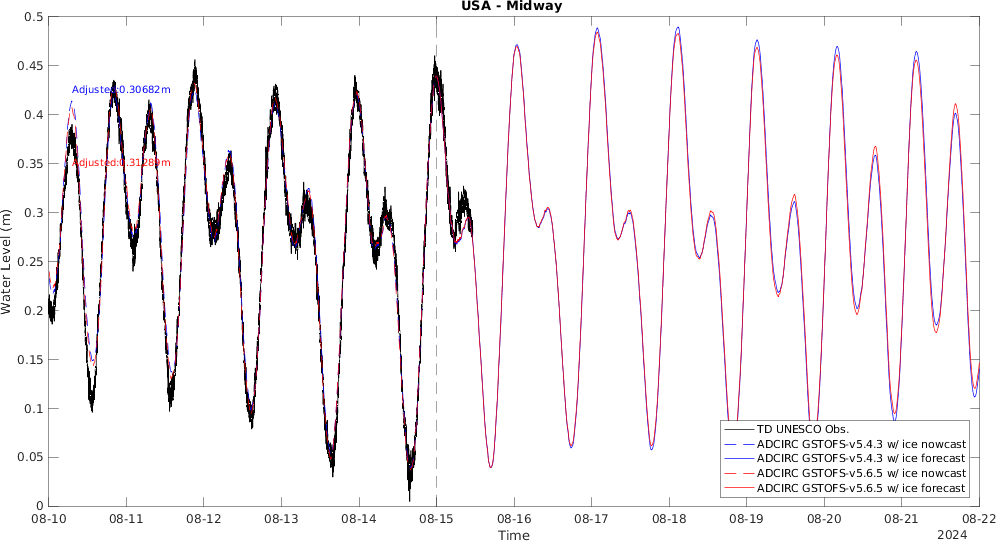 USA - Midway
Water Level (m)
0.5
0.45
0.4
0.35
0.3
0.25
0.2
0.15
0.1
0.05
0
Adjusted:0.30682m
Adjusted:0.31289m
TD UNESCO Obs.
ADCIRC GSTOFS-v5.4.3 w/ ice nowcast
ADCIRC GSTOFS-v5.4.3 w/ ice forecast
ADCIRC GSTOFS-v5.6.5 w/ ice nowcast
ADCIRC GSTOFS-v5.6.5 w/ ice forecast
08-10 08-11 08-12 08-13 08-14 08-15 08-16 08-17 08-18 08-19 08-20 08-21 08-22
Time
2024